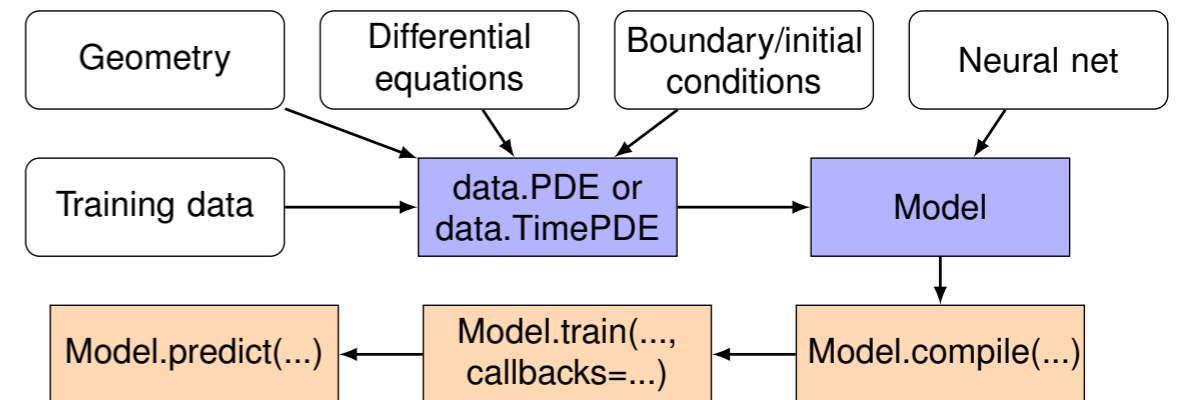 Geometry
Differential
equations
Boundary/initial
conditions
Neural net
Training data
data.PDE or
data.TimePDE
Model
Model.predict(...)
Model.train(...,
callbacks=...)
Model.compile(...)